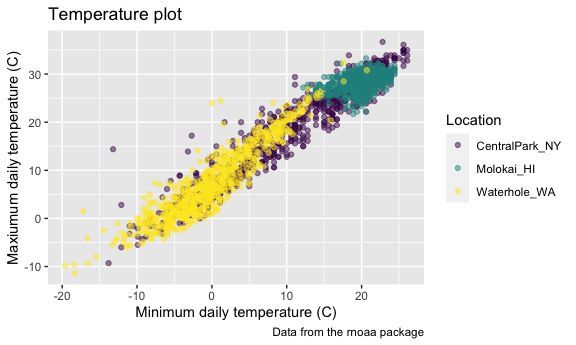 Temperature plot
Maxiumum daily temperature (C)
30
20
10
0
-10
-20
-10
0
10
20
Minimum daily temperature (C)
Location
CentralPark_NY
Molokai_HI
Waterhole_WA
Data from the rnoaa package